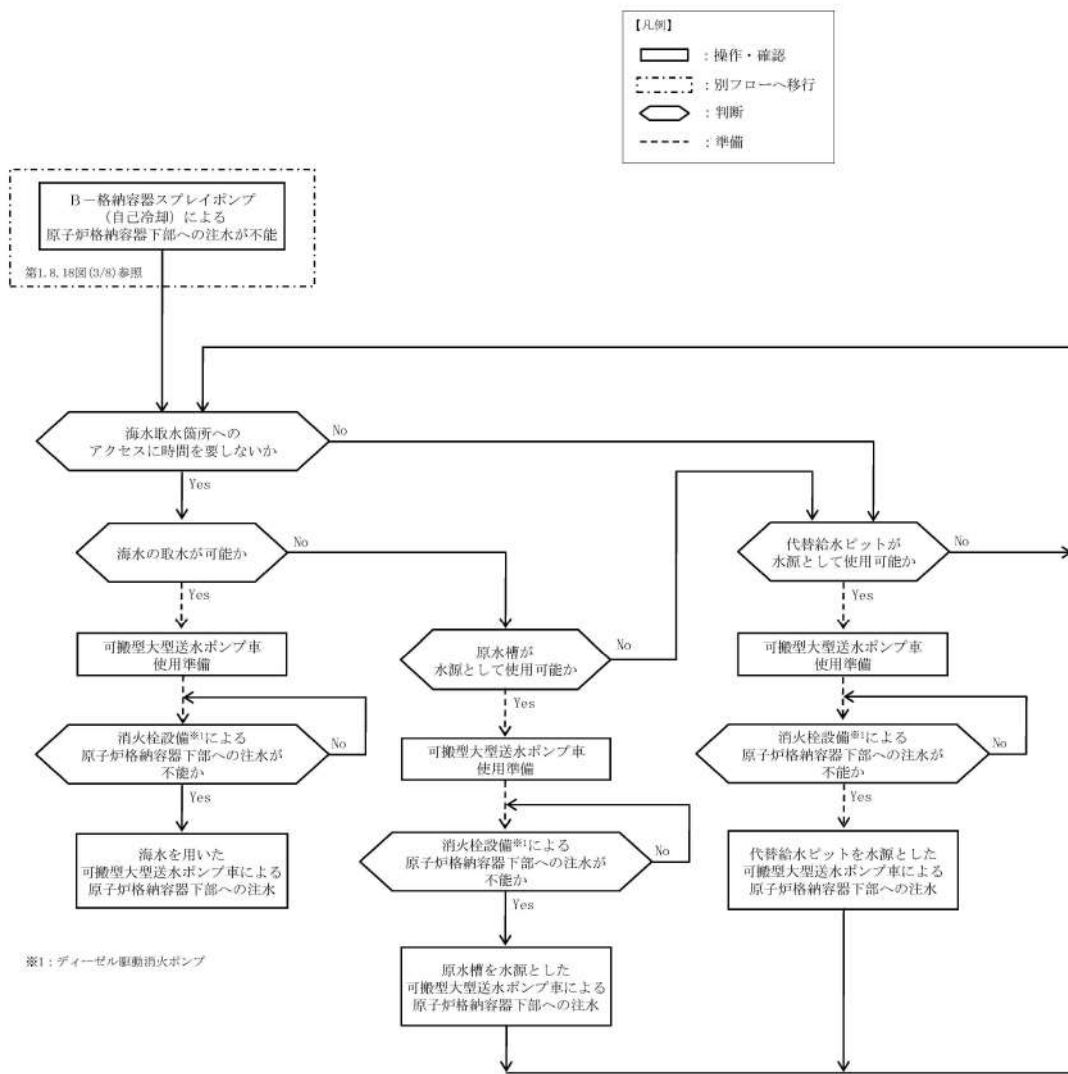 【凡例】
：操作・確認
：別フローへ移行
：判断
：準備
B－格納容器スプレイポンプ
（自己冷却）による
原子炉格納容器下部への注水が不能
第1.8.18図(3/8)参照
海水取水箇所への
アクセスに時間を要しないか
No
Yes
海水の取水が可能か
No
Yes
可搬型大型送水ポンプ車
使用準備
消火栓設備※1による
原子炉格納容器下部への注水が
不能か
No
Yes
海水を用いた
可搬型大型送水ポンプ車による
原子炉格納容器下部への注水
原水槽が
水源として使用可能か
No
Yes
可搬型大型送水ポンプ車
使用準備
消火栓設備※1による
原子炉格納容器下部への注水が
不能か
No
Yes
原水槽を水源とした
可搬型大型送水ポンプ車による
原子炉格納容器下部への注水
代替給水ピットが
水源として使用可能か
No
Yes
可搬型大型送水ポンプ車
使用準備
消火栓設備※1による
原子炉格納容器下部への注水が
不能か
No
Yes
代替給水ピットを水源とした
可搬型大型送水ポンプ車による
原子炉格納容器下部への注水
※1：ディーゼル駆動消火ポンプ